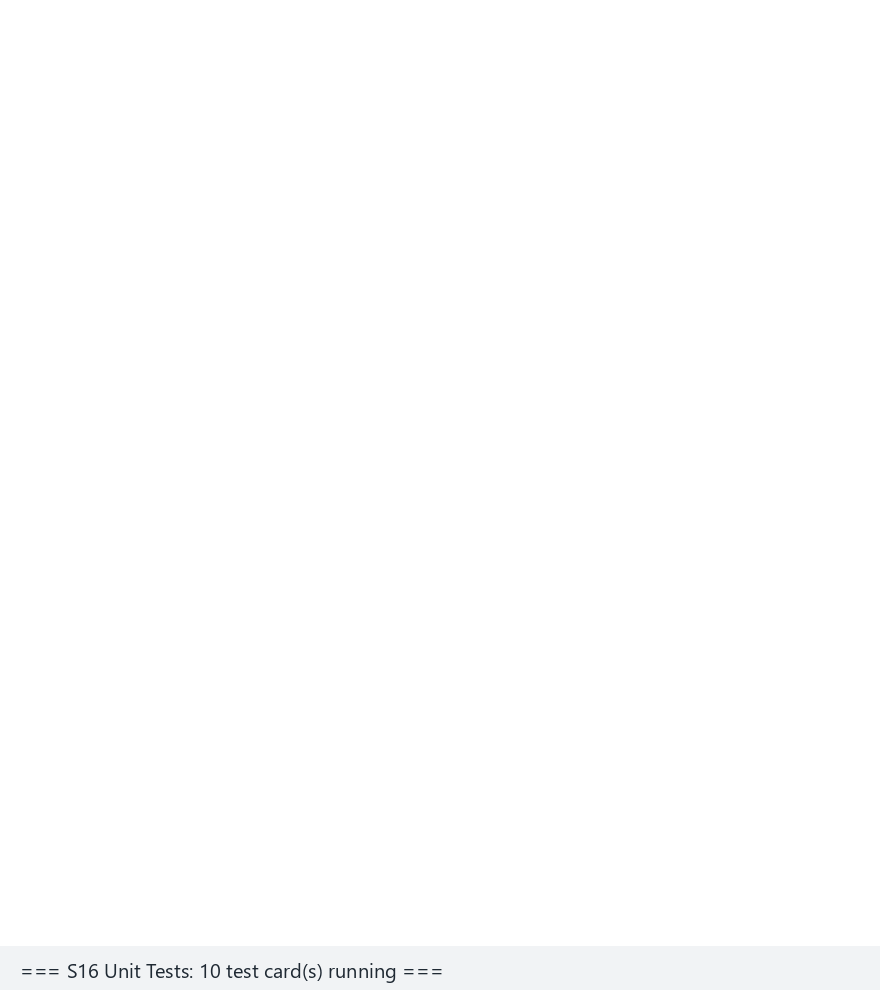 === S16 Unit Tests: 10 test card(s) running ===